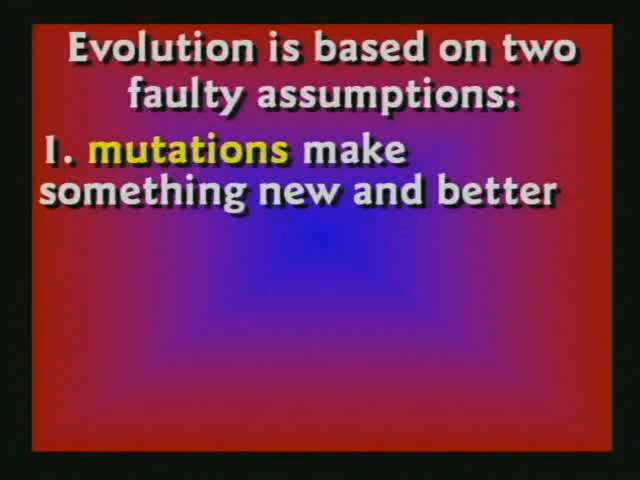 Evolution is based on two
faulty assumptions:
1. mutations make
something new and better